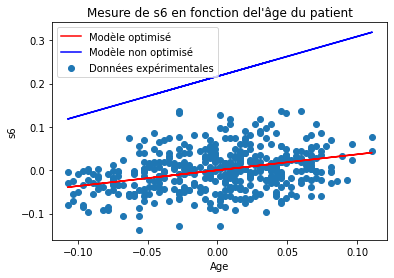 Mesure de s6 en fonction del'âge du patient
Modèle optimisé
Modèle non optimisé
Données expérimentales
s6
0.3
0.2
0.1
0.0
−0.1
−0.10
−0.05
0.00
0.05
0.10
Age